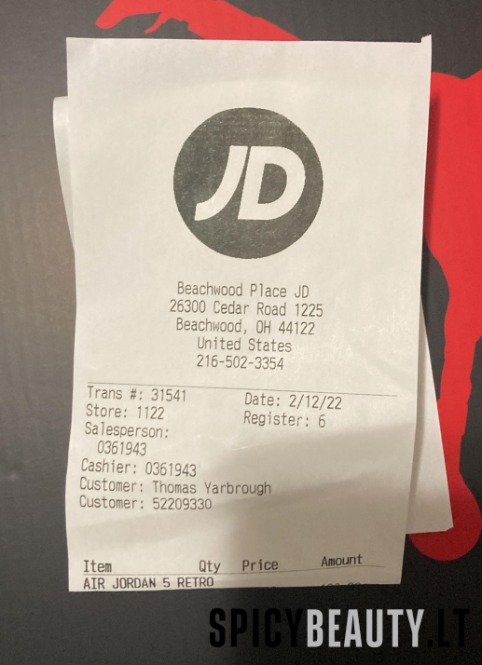 JD
Beachwood Place JD
26300 Cedar Road 1225
Beachwood, OH 44122
United States
216-502-3354
Trans #: 31541 Date: 2/12/22
Store: 1122 Register: 6
Salesperson:
0361943
Cashier: 0361943
Customer: Thomas Yarbrough
Customer: 52209330
Item Qty Price Amount
AIR JORDAN 5 RETRO
SPICYBEAUTY.LT